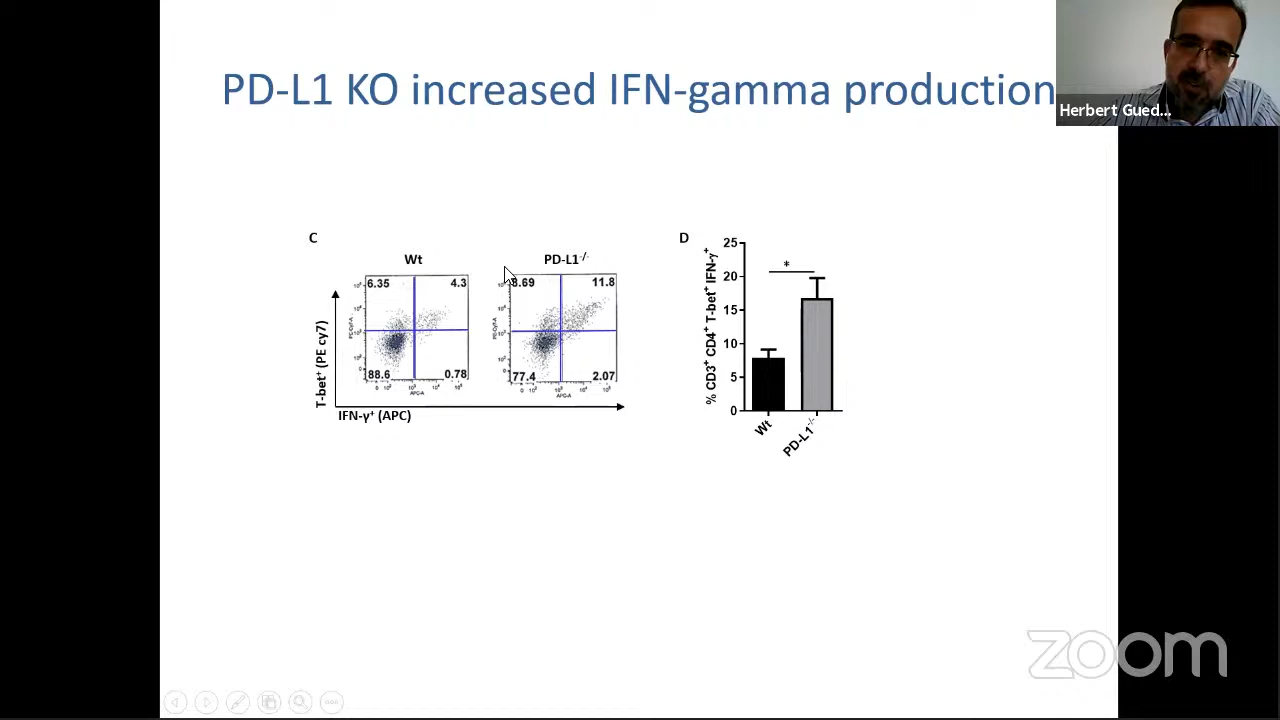 PD-L1 KO increased IFN-gamma production
Herbert Gued...
C
Wt
PD-L1-/-
T-bet+ (PE cy7)
6.35
4.3
88.6
0.78
APC-A
8.69
11.8
77.4
2.07
APC-A
IFN-γ+ (APC)
D
% CD3+ CD4+ T-bet+ IFN-γ+
25
20
15
10
5
0
*
Wt
PD-L1-/-
zoom